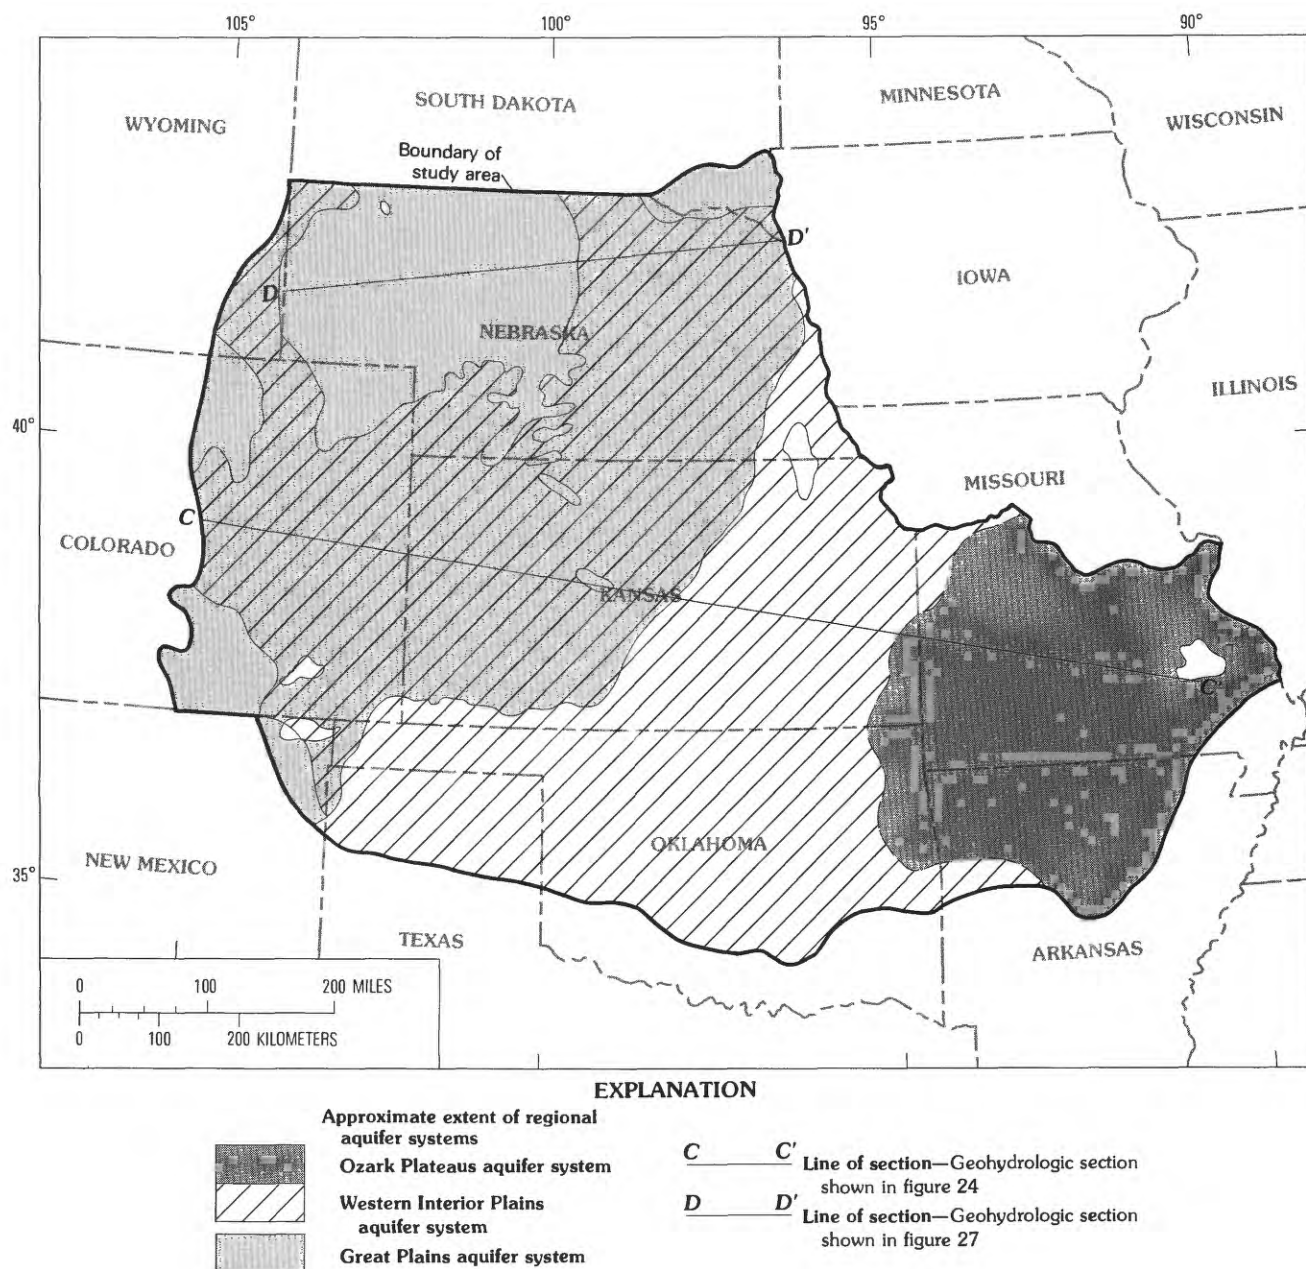 105°
100°
95°
90°
WYOMING
SOUTH DAKOTA
MINNESOTA
WISCONSIN
Boundary of
study area
D'
D
IOWA
NEBRASKA
ILLINOIS
40°
MISSOURI
C
COLORADO
KANSAS
C'
OKLAHOMA
NEW MEXICO
35°
TEXAS
ARKANSAS
0 100 200 MILES
0 100 200 KILOMETERS
EXPLANATION
Approximate extent of regional
aquifer systems
Ozark Plateaus aquifer system
Western Interior Plains
aquifer system
Great Plains aquifer system
C C' Line of section—Geohydrologic section
shown in figure 24
D D' Line of section—Geohydrologic section
shown in figure 27